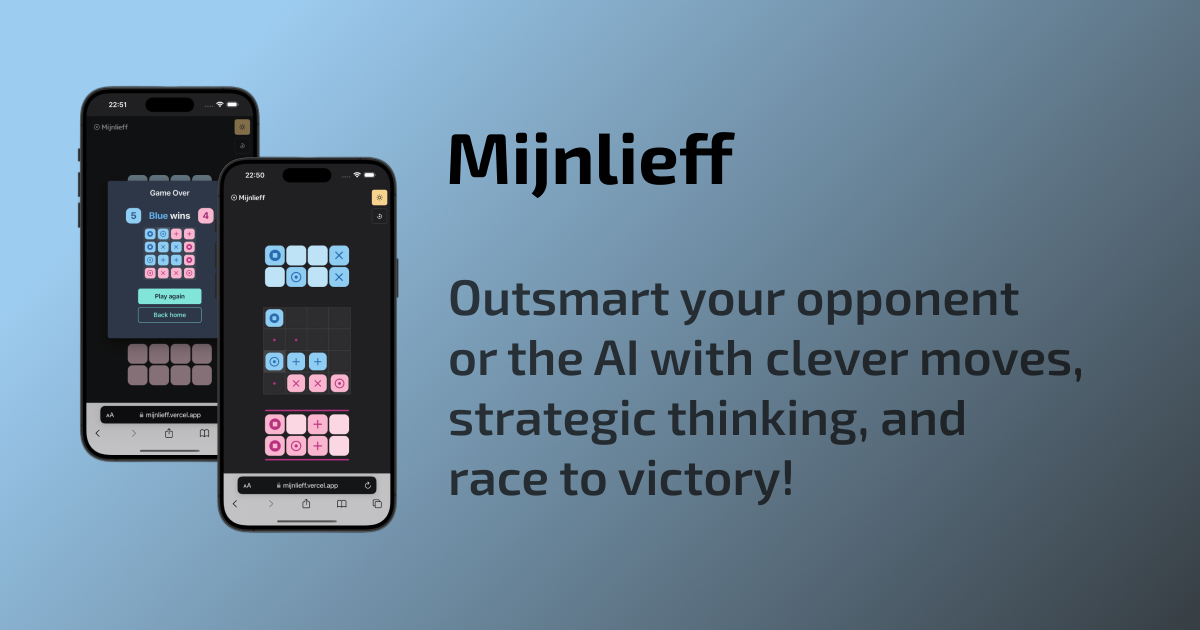 22:51
Mijnlieff
Game Over
5 Blue wins 4
Play again
Back home
AA mijnlieff.vercel.app
22:50
Mijnlieff
AA mijnlieff.vercel.app
Mijnlieff
Outsmart your opponent
or the AI with clever moves,
strategic thinking, and
race to victory!